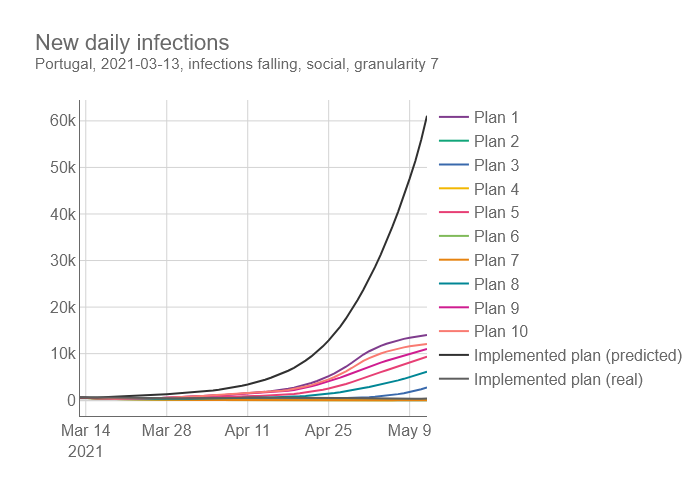 New daily infections
Portugal, 2021-03-13, infections falling, social, granularity 7
60k
50k
40k
30k
20k
10k
0
Mar 14
2021
Mar 28
Apr 11
Apr 25
May 9
Plan 1
Plan 2
Plan 3
Plan 4
Plan 5
Plan 6
Plan 7
Plan 8
Plan 9
Plan 10
Implemented plan (predicted)
Implemented plan (real)